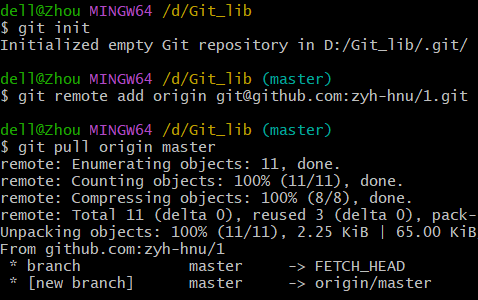 dell@Zhou MINGW64 /d/Git_lib
$ git init
Initialized empty Git repository in D:/Git_lib/.git/
dell@Zhou MINGW64 /d/Git_lib (master)
$ git remote add origin git@github.com:zyh-hnu/1.git
dell@Zhou MINGW64 /d/Git_lib (master)
$ git pull origin master
remote: Enumerating objects: 11, done.
remote: Counting objects: 100% (11/11), done.
remote: Compressing objects: 100% (8/8), done.
remote: Total 11 (delta 0), reused 3 (delta 0), pack-
Unpacking objects: 100% (11/11), 2.25 KiB | 65.00 KiB
From github.com:zyh-hnu/1
* branch master -> FETCH_HEAD
* [new branch] master -> origin/master